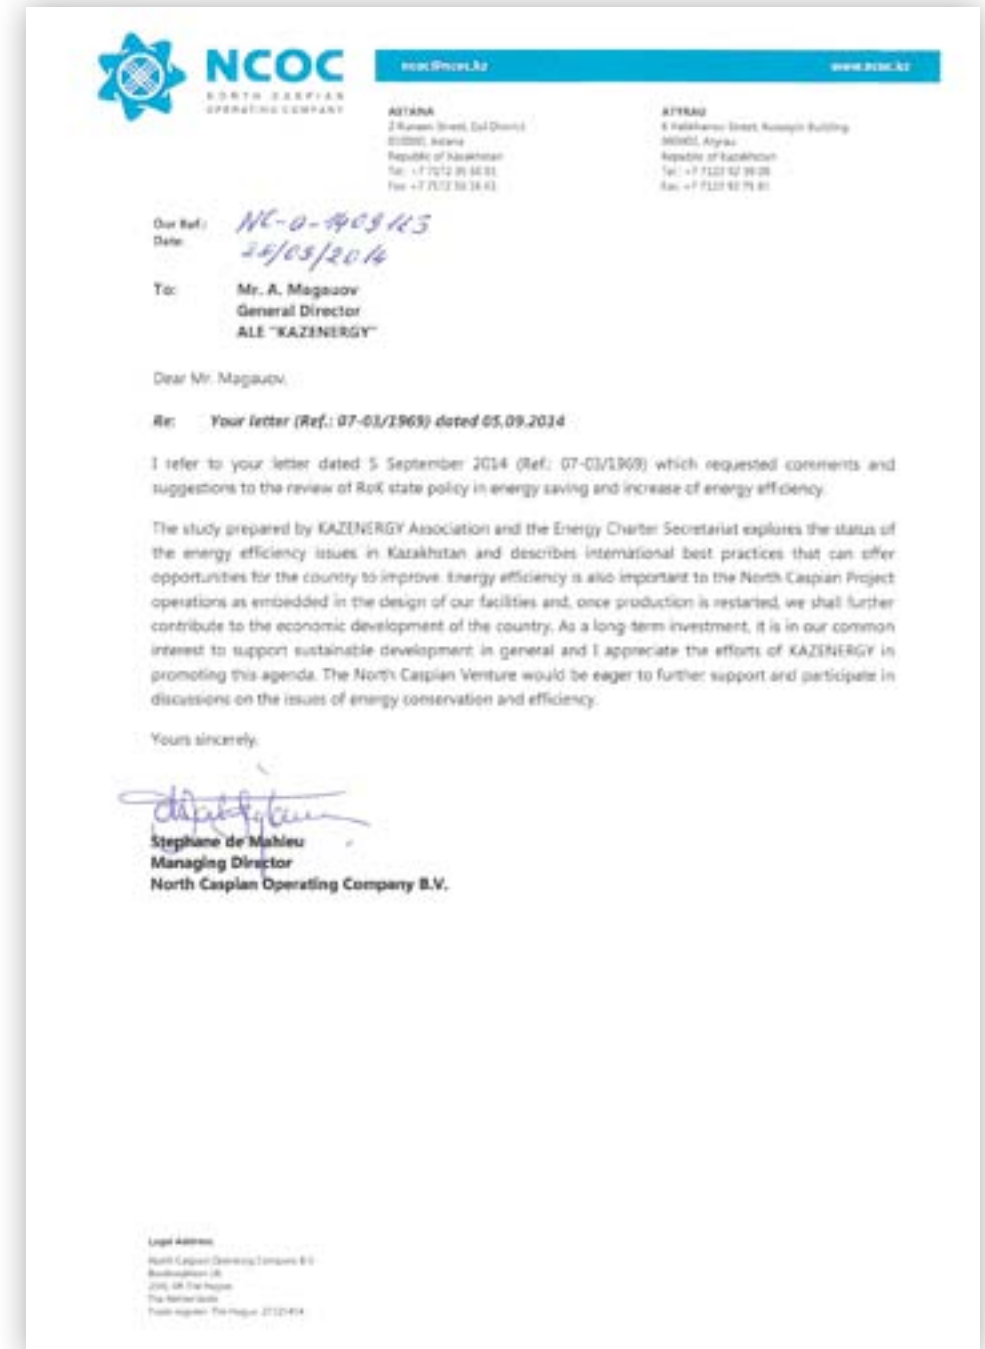 NCOC
NORTH CASPIAN
OPERATING COMPANY
ncoc@ncoc.kz
www.ncoc.kz
ASTANA
Republic of Kazakhstan
ATYRAU
Republic of Kazakhstan
Our Ref.:
Date:
/2014
To: Mr. A. Magauov
General Director
ALE "KAZENERGY"
Dear Mr. Magauov,
Re: Your letter (Ref.: 07-03/1969) dated 05.09.2014
I refer to your letter dated 5 September 2014 (Ref.: 07-03/1969) which requested comments and
suggestions to the review of RoK state policy in energy saving and increase of energy efficiency.
The study prepared by KAZENERGY Association and the Energy Charter Secretariat explores the status of
the energy efficiency issues in Kazakhstan and describes international best practices that can offer
opportunities for the country to improve. Energy efficiency is also important to the North Caspian Project
operations as embedded in the design of our facilities and, once production is restarted, we shall further
contribute to the economic development of the country. As a long-term investment, it is in our common
interest to support sustainable development in general and I appreciate the efforts of KAZENERGY in
promoting this agenda. The North Caspian Venture would be eager to further support and participate in
discussions on the issues of energy conservation and efficiency.
Yours sincerely,
Stephane de Mahieu
Managing Director
North Caspian Operating Company B.V.
Legal Address
North Caspian Operating Company B.V.
The Netherlands